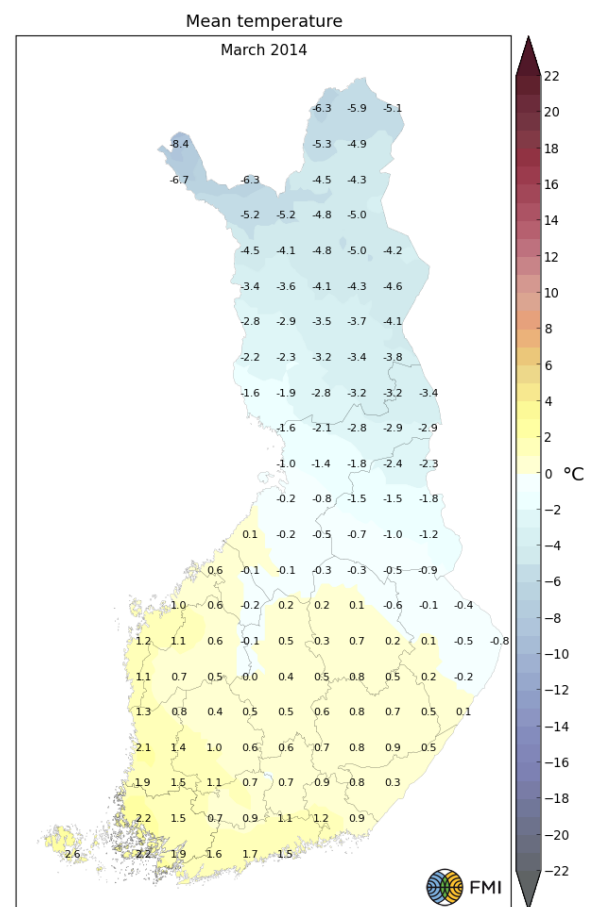 Mean temperature
March 2014
-6.3 -5.9 -5.1
-8.4 -5.3 -4.9
-6.7 -6.3 -4.5 -4.3
-5.2 -5.2 -4.8 -5.0
-4.5 -4.1 -4.8 -5.0 -4.2
-3.4 -3.6 -4.1 -4.3 -4.6
-2.8 -2.9 -3.5 -3.7 -4.1
-2.2 -2.3 -3.2 -3.4 -3.8
-1.6 -1.9 -2.8 -3.2 -3.2 -3.4
-1.6 -2.1 -2.8 -2.9 -2.9
-1.0 -1.4 -1.8 -2.4 -2.3
-0.2 -0.8 -1.5 -1.5 -1.8
0.1 -0.2 -0.5 -0.7 -1.0 -1.2
0.6 -0.1 -0.1 -0.3 -0.3 -0.5 -0.9
1.0 0.6 -0.2 0.2 0.2 0.1 -0.6 -0.1 -0.4
1.2 1.1 0.6 -0.1 0.5 0.3 0.7 0.2 0.1 -0.5 -0.8
1.1 0.7 0.5 0.0 0.4 0.5 0.8 0.5 0.2 -0.2
1.3 0.8 0.4 0.5 0.5 0.6 0.8 0.7 0.5 0.1
2.1 1.4 1.0 0.6 0.6 0.7 0.8 0.9 0.5
1.9 1.5 1.1 0.7 0.7 0.9 0.8 0.3
2.2 1.5 0.7 0.9 1.1 1.2 0.9
2.6 2.2 1.9 1.6 1.7 1.5
22
20
18
16
14
12
10
8
6
4
2
0
−2
−4
−6
−8
−10
−12
−14
−16
−18
−20
−22
°C
FMI